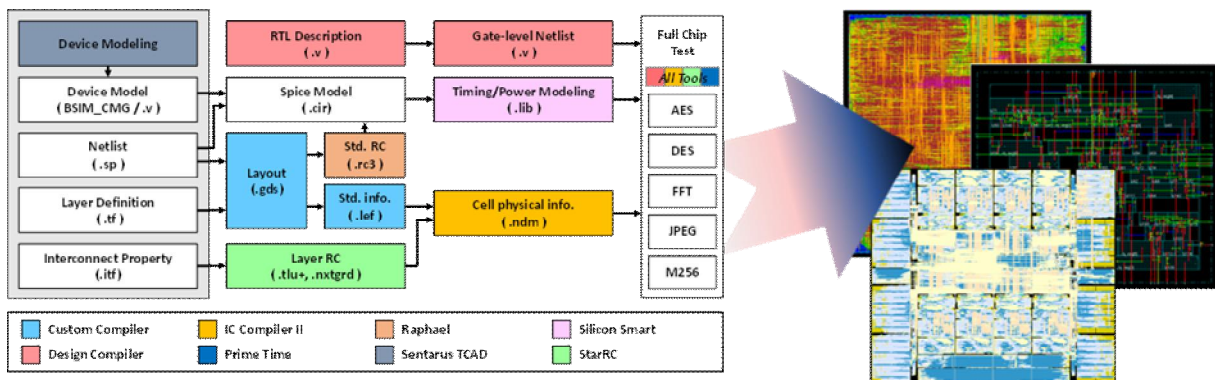 Device Modeling
RTL Description
( .v )
Gate-level Netlist
( .v )
Full Chip
Test
All Tools
Device Model
(BSIM_CMG / .v )
Spice Model
( .cir )
Timing/Power Modeling
( .lib )
AES
Netlist
( .sp )
Layout
(.gds)
Std. RC
( .rc3 )
DES
Layer Definition
( .tf )
Std. info.
( .lef )
Cell physical info.
( .ndm )
FFT
JPEG
Interconnect Property
( .itf )
Layer RC
( .tlu+, .nxtgrd )
M256
Custom Compiler
IC Compiler II
Raphael
Silicon Smart
Design Compiler
Prime Time
Sentarus TCAD
StarRC